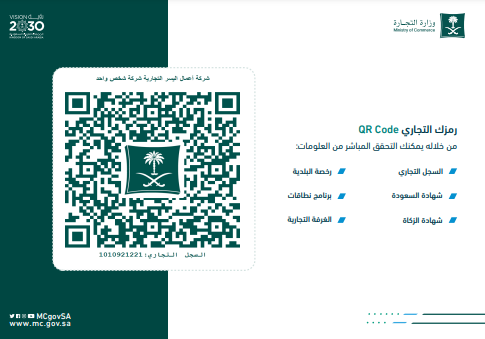 VISION رؤية
2030
المملكة العربية السعودية
KINGDOM OF SAUDI ARABIA
وزارة التجارة
Ministry of Commerce
شركة أعمال اليسر التجارية شركة شخص واحد
السجل التجاري: 1010921221
رمزك التجاري QR Code
من خلاله يمكنك التحقق المباشر من المعلومات:
السجل التجاري
رخصة البلدية
شهادة السعودة
برنامج نطاقات
شهادة الزكاة
الغرفة التجارية
MCgovSA
www.mc.gov.sa